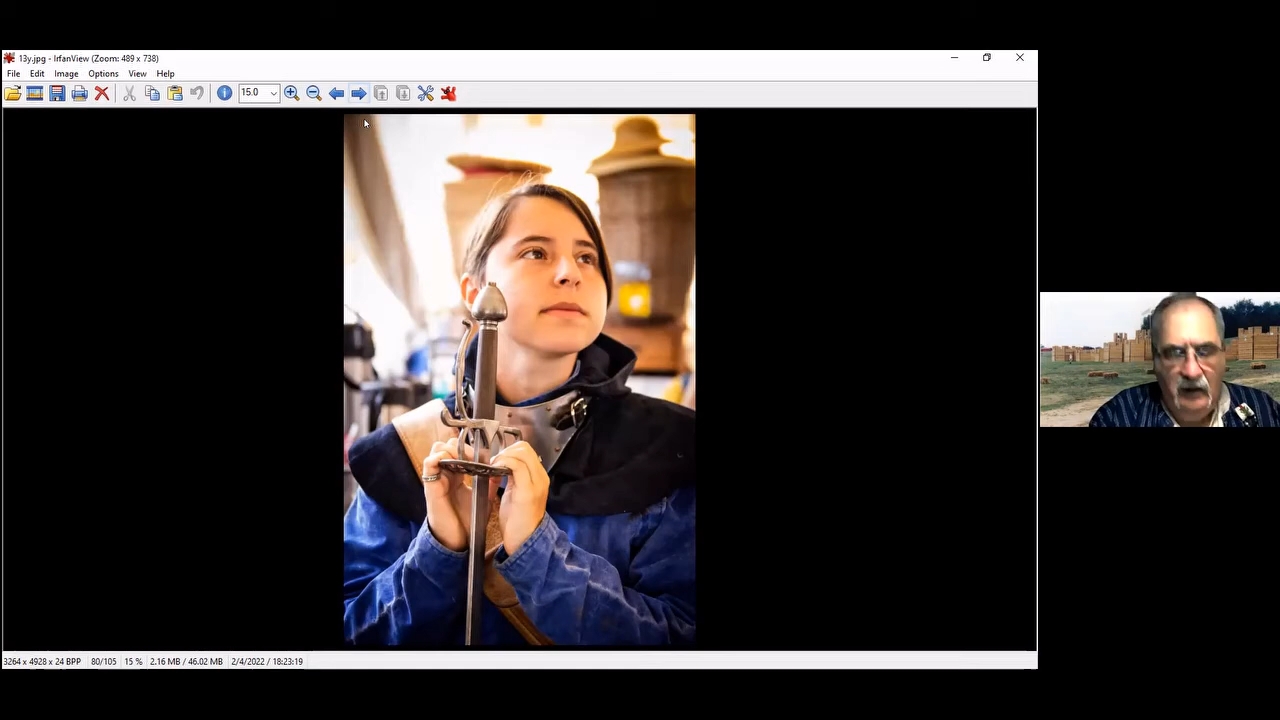 13y.jpg - IrfanView (Zoom: 489 x 738)
File Edit Image Options View Help
15.0
3264 x 4928 x 24 BPP 80/105 15 % 2.16 MB / 46.02 MB 2/4/2022 / 18:23:19